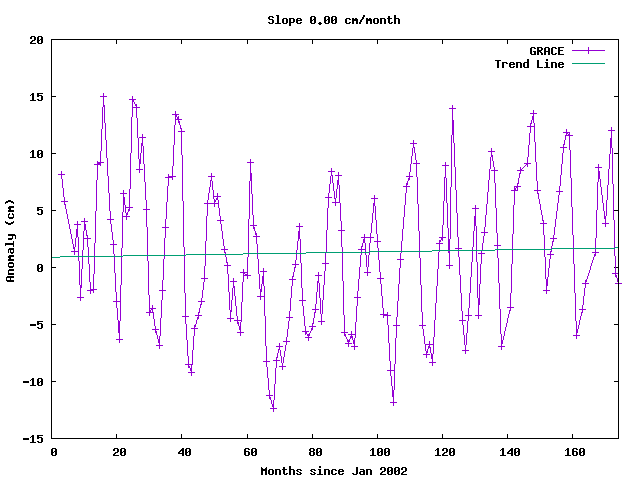 Slope 0.00 cm/month
20
15
10
5
0
-5
-10
-15
Anomaly (cm)
GRACE
Trend Line
0 20 40 60 80 100 120 140 160
Months since Jan 2002